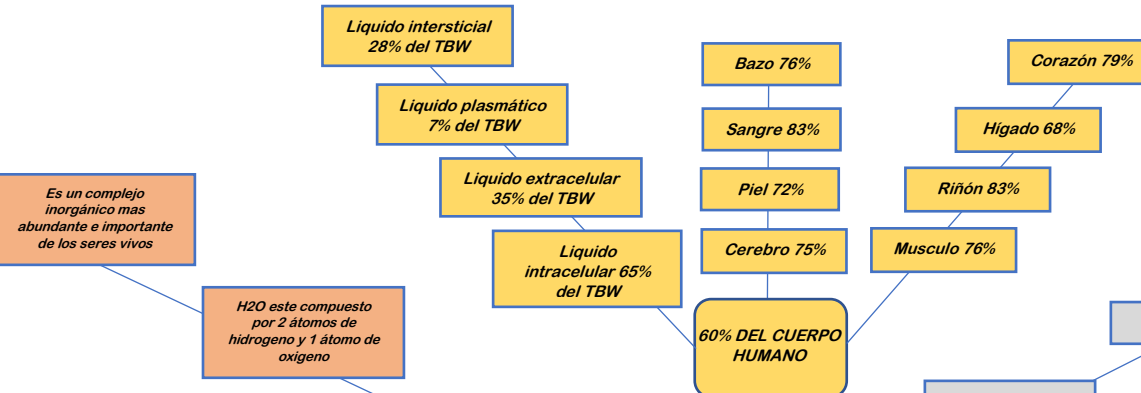 Liquido intersticial
28% del TBW
Liquido plasmático
7% del TBW
Liquido extracelular
35% del TBW
Liquido
intracelular 65%
del TBW
Bazo 76%
Sangre 83%
Piel 72%
Cerebro 75%
Corazón 79%
Hígado 68%
Riñón 83%
Musculo 76%
60% DEL CUERPO
HUMANO
Es un complejo
inorgánico mas
abundante e importante
de los seres vivos
H2O este compuesto
por 2 átomos de
hidrogeno y 1 átomo de
oxigeno